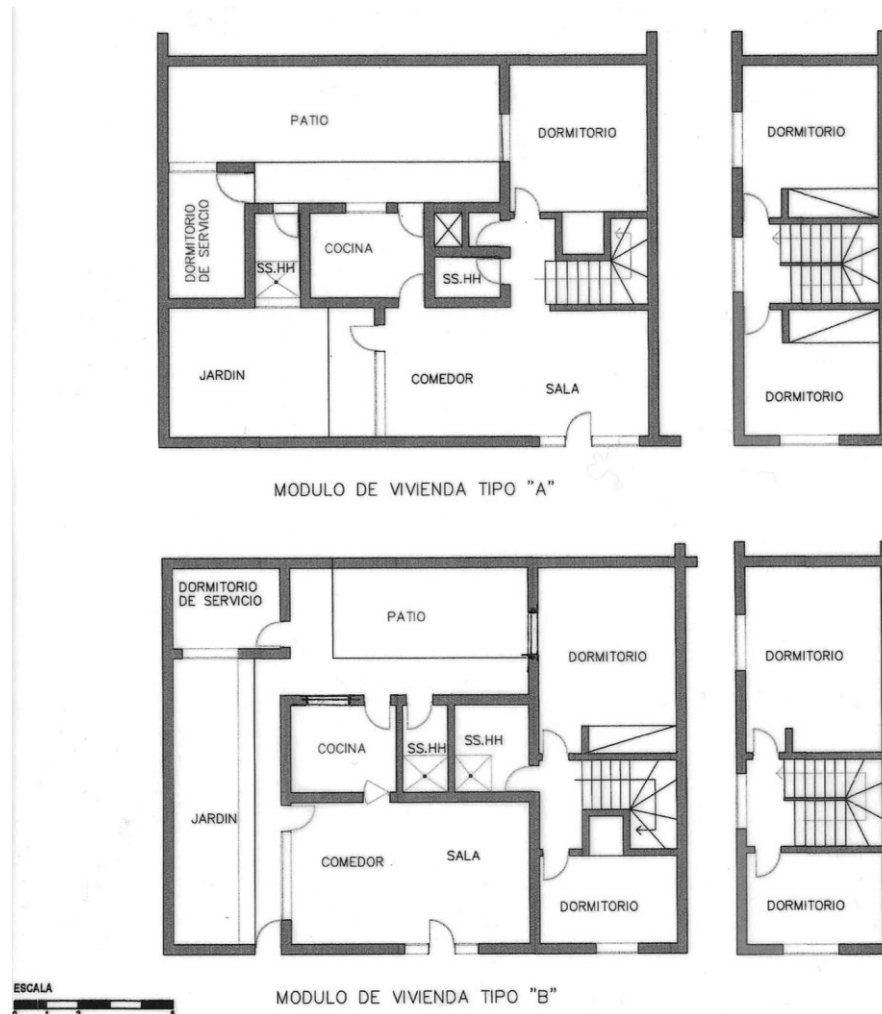 PATIO
DORMITORIO
DORMITORIO
DORMITORIO
DE SERVICIO
SS.HH
COCINA
SS.HH
JARDIN
COMEDOR
SALA
DORMITORIO
MODULO DE VIVIENDA TIPO "A"
DORMITORIO
DE SERVICIO
PATIO
DORMITORIO
DORMITORIO
COCINA
SS.HH
SS.HH
JARDIN
COMEDOR
SALA
DORMITORIO
DORMITORIO
ESCALA
MODULO DE VIVIENDA TIPO "B"